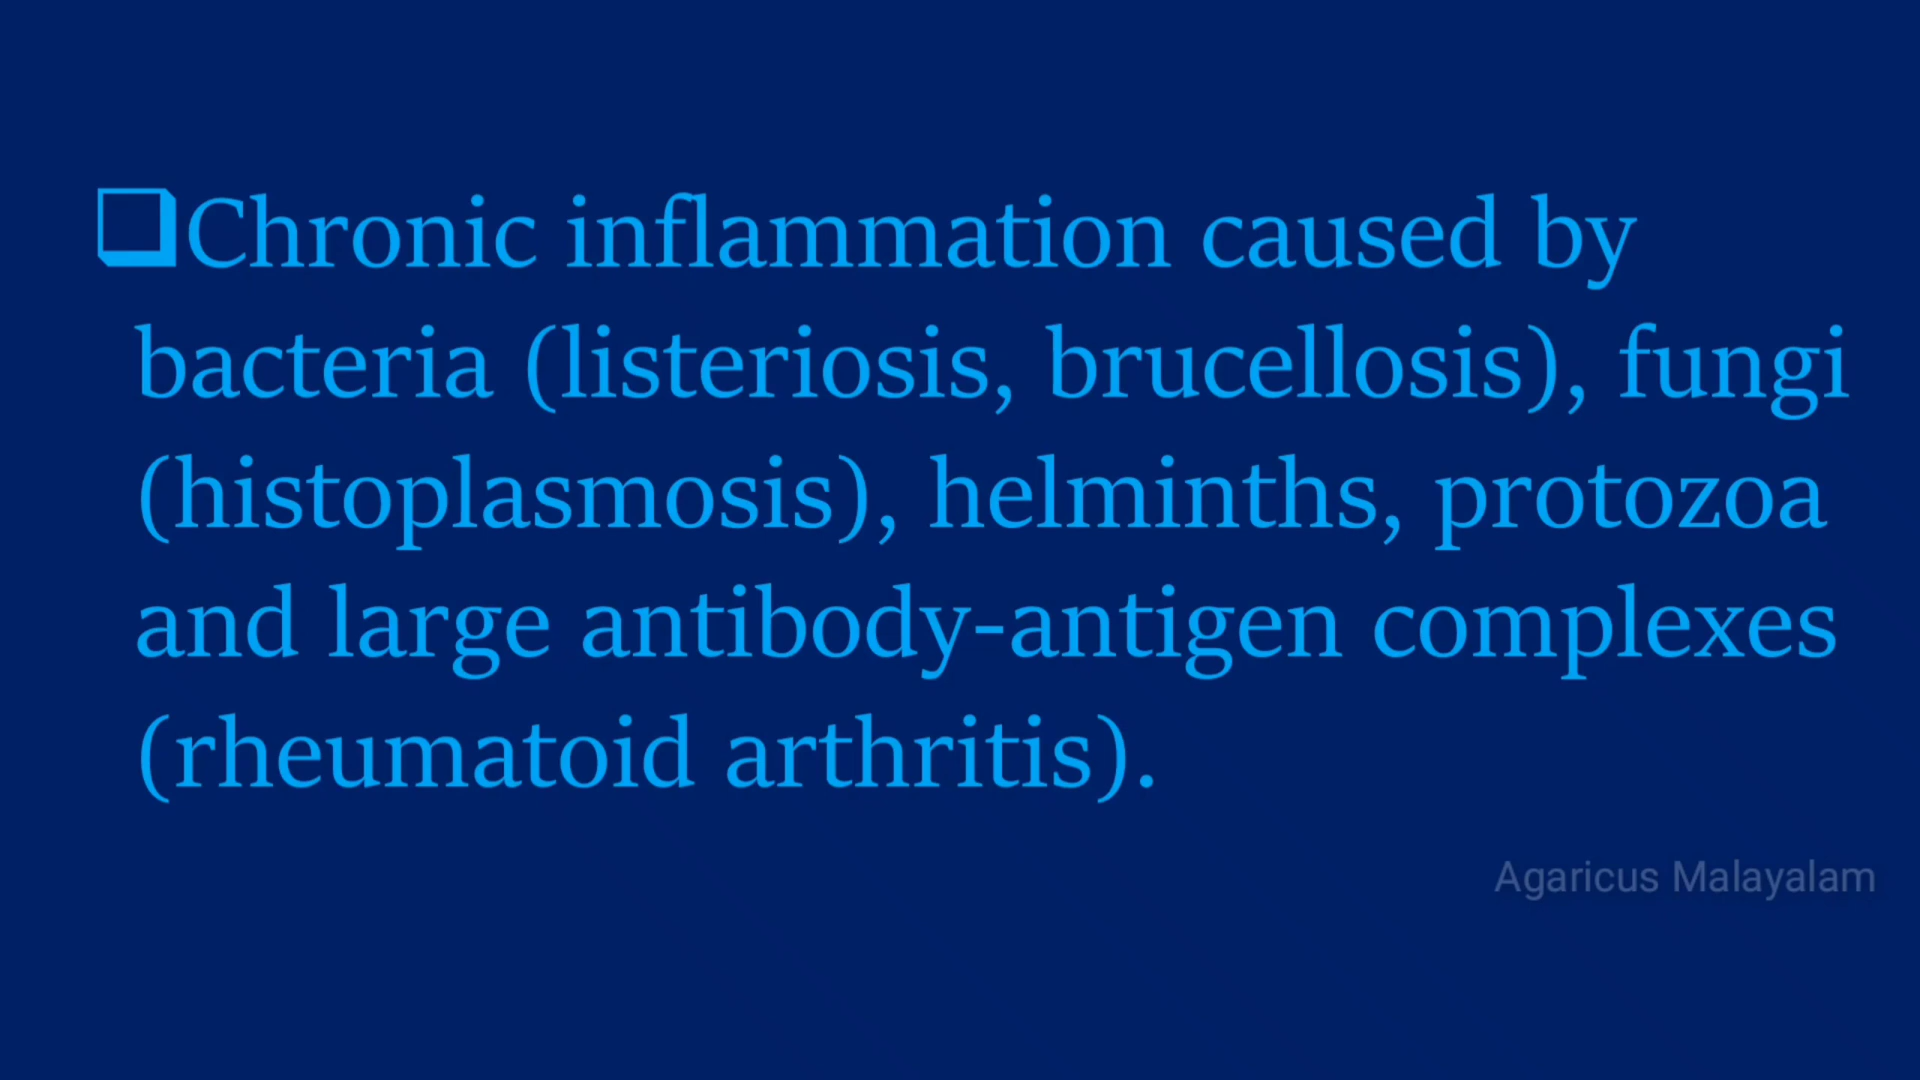 ❑Chronic inflammation caused by
bacteria (listeriosis, brucellosis), fungi
(histoplasmosis), helminths, protozoa
and large antibody-antigen complexes
(rheumatoid arthritis).
Agaricus Malayalam